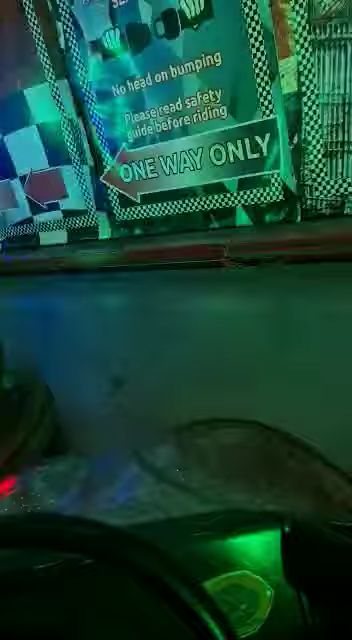 No head on bumping
Please read safety
guide before riding
ONE WAY ONLY